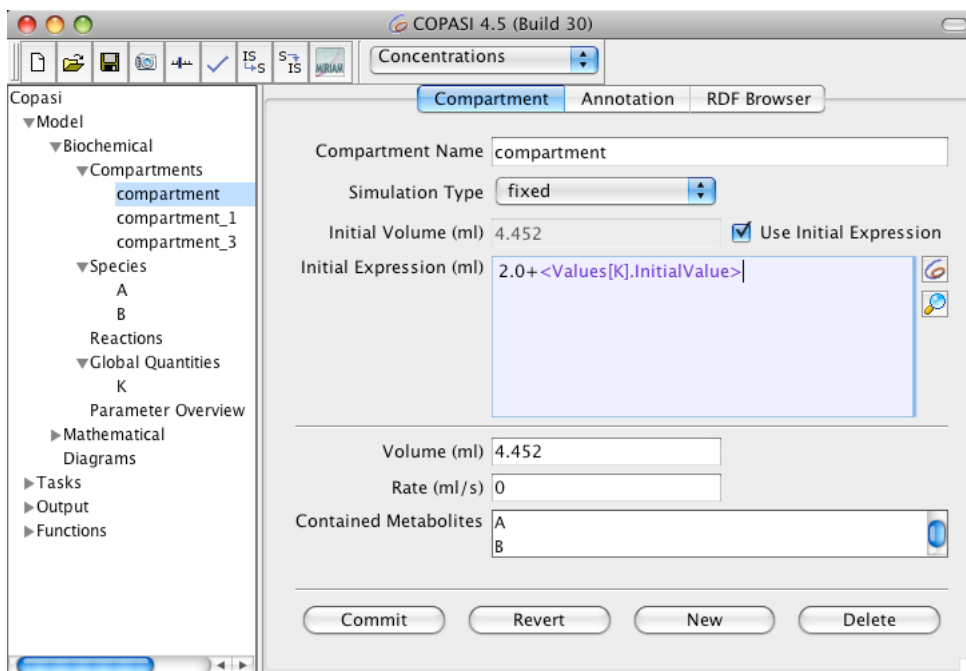 COPASI 4.5 (Build 30)
IS S
S IS
MIRIAM
Concentrations
Copasi
Model
Biochemical
Compartments
compartment
compartment_1
compartment_3
Species
A
B
Reactions
Global Quantities
K
Parameter Overview
Mathematical
Diagrams
Tasks
Output
Functions
Compartment Annotation RDF Browser
Compartment Name compartment
Simulation Type fixed
Initial Volume (ml) 4.452 Use Initial Expression
Initial Expression (ml) 2.0+<Values[K].InitialValue>
Volume (ml) 4.452
Rate (ml/s) 0
Contained Metabolites A
B
Commit Revert New Delete